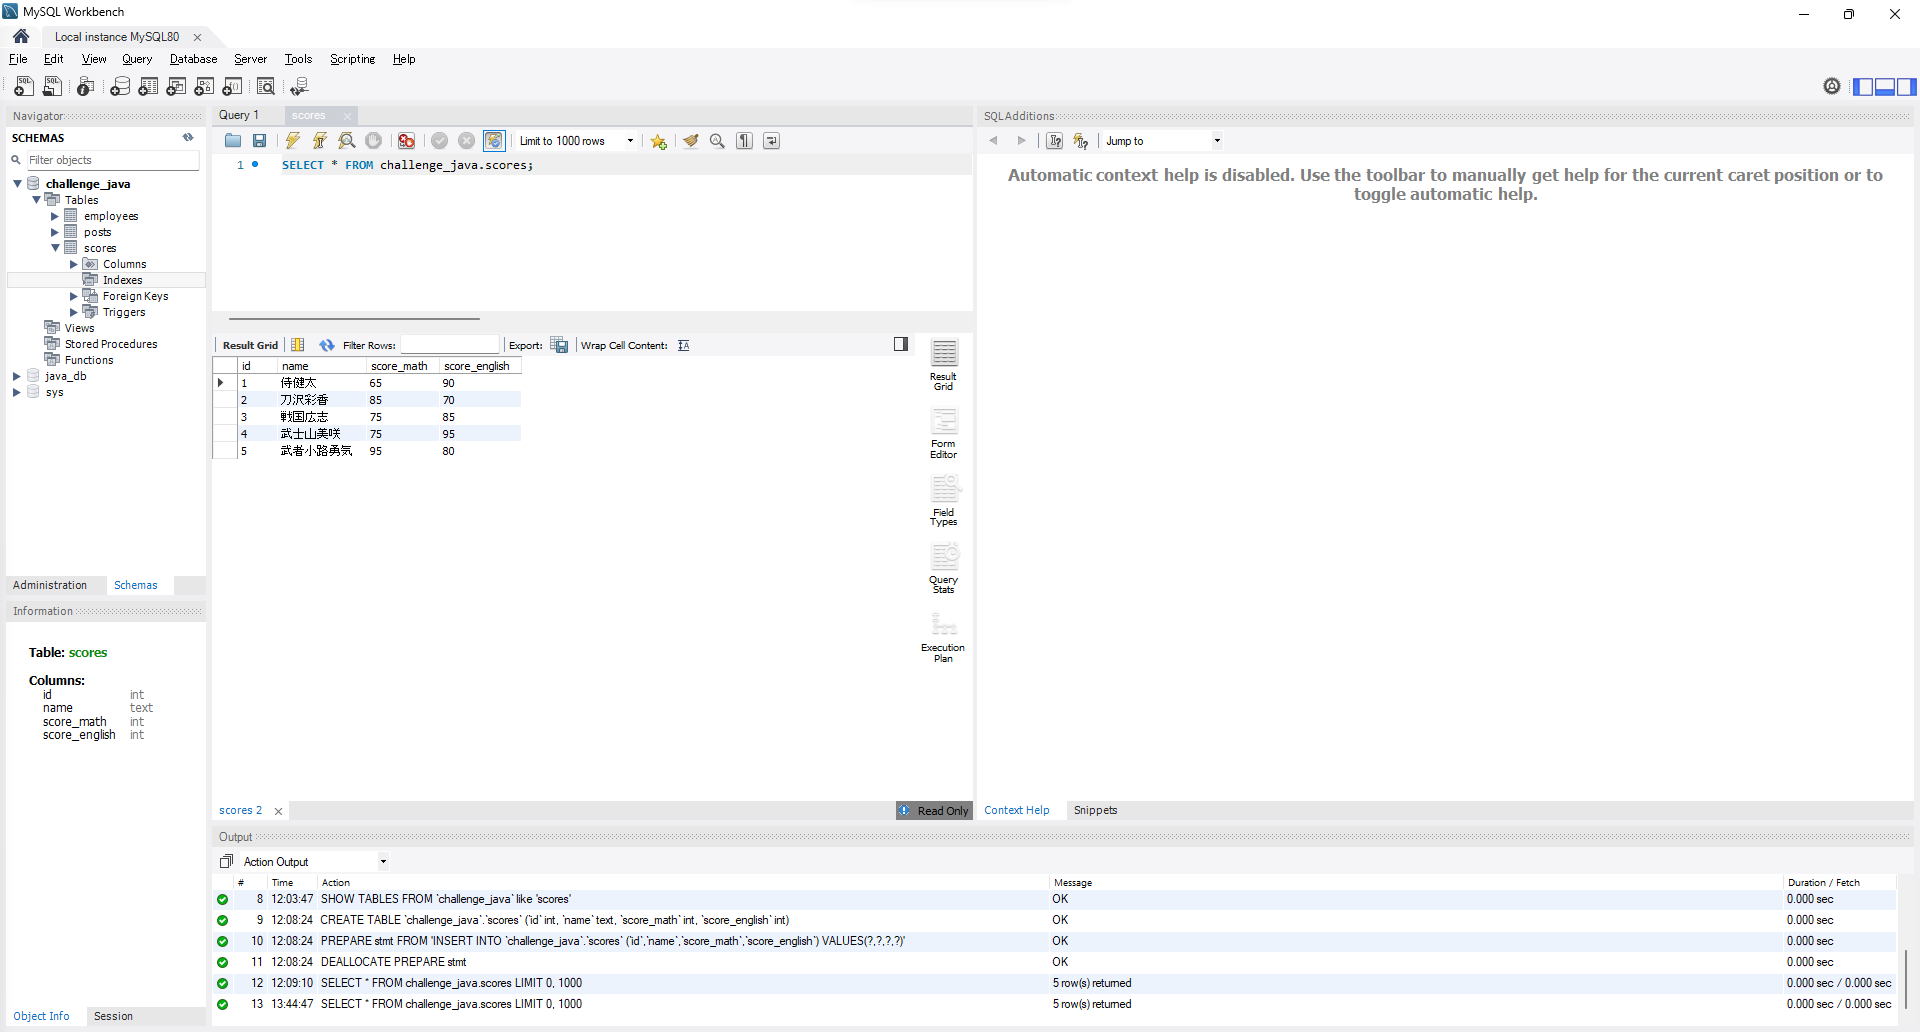 MySQL Workbench
Local instance MySQL80
File Edit View Query Database Server Tools Scripting Help
Navigator
SCHEMAS
Filter objects
challenge_java
Tables
employees
posts
scores
Columns
Indexes
Foreign Keys
Triggers
Views
Stored Procedures
Functions
java_db
sys
Administration Schemas
Information
Table: scores
Columns:
id int
name text
score_math int
score_english int
Object Info Session
Query 1 scores
Limit to 1000 rows
1 SELECT * FROM challenge_java.scores;
Result Grid Filter Rows: Export: Wrap Cell Content:
id name score_math score_english
1 侍健太 65 90
2 刀沢彩香 85 70
3 戦国広志 75 85
4 武士山美咲 75 95
5 武者小路勇気 95 80
Result
Grid
Form
Editor
Field
Types
Query
Stats
Execution
Plan
scores 2 Read Only
SQLAdditions
Jump to
Automatic context help is disabled. Use the toolbar to manually get help for the current caret position or to
toggle automatic help.
Context Help Snippets
Output
Action Output
# Time Action Message Duration / Fetch
8 12:03:47 SHOW TABLES FROM `challenge_java` like 'scores' OK 0.000 sec
9 12:08:24 CREATE TABLE `challenge_java`.`scores` (`id` int, `name` text, `score_math` int, `score_english` int) OK 0.000 sec
10 12:08:24 PREPARE stmt FROM 'INSERT INTO `challenge_java`.`scores` (`id`,`name`,`score_math`,`score_english`) VALUES(?,?,?,?)' OK 0.000 sec
11 12:08:24 DEALLOCATE PREPARE stmt OK 0.000 sec
12 12:09:10 SELECT * FROM challenge_java.scores LIMIT 0, 1000 5 row(s) returned 0.000 sec / 0.000 sec
13 13:44:47 SELECT * FROM challenge_java.scores LIMIT 0, 1000 5 row(s) returned 0.000 sec / 0.000 sec